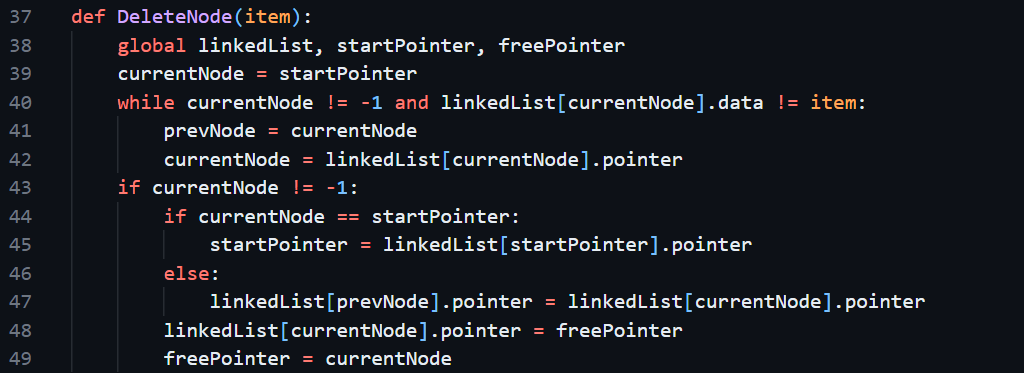 37 def DeleteNode(item):
38 global linkedList, startPointer, freePointer
39 currentNode = startPointer
40 while currentNode != -1 and linkedList[currentNode].data != item:
41 prevNode = currentNode
42 currentNode = linkedList[currentNode].pointer
43 if currentNode != -1:
44 if currentNode == startPointer:
45 startPointer = linkedList[startPointer].pointer
46 else:
47 linkedList[prevNode].pointer = linkedList[currentNode].pointer
48 linkedList[currentNode].pointer = freePointer
49 freePointer = currentNode